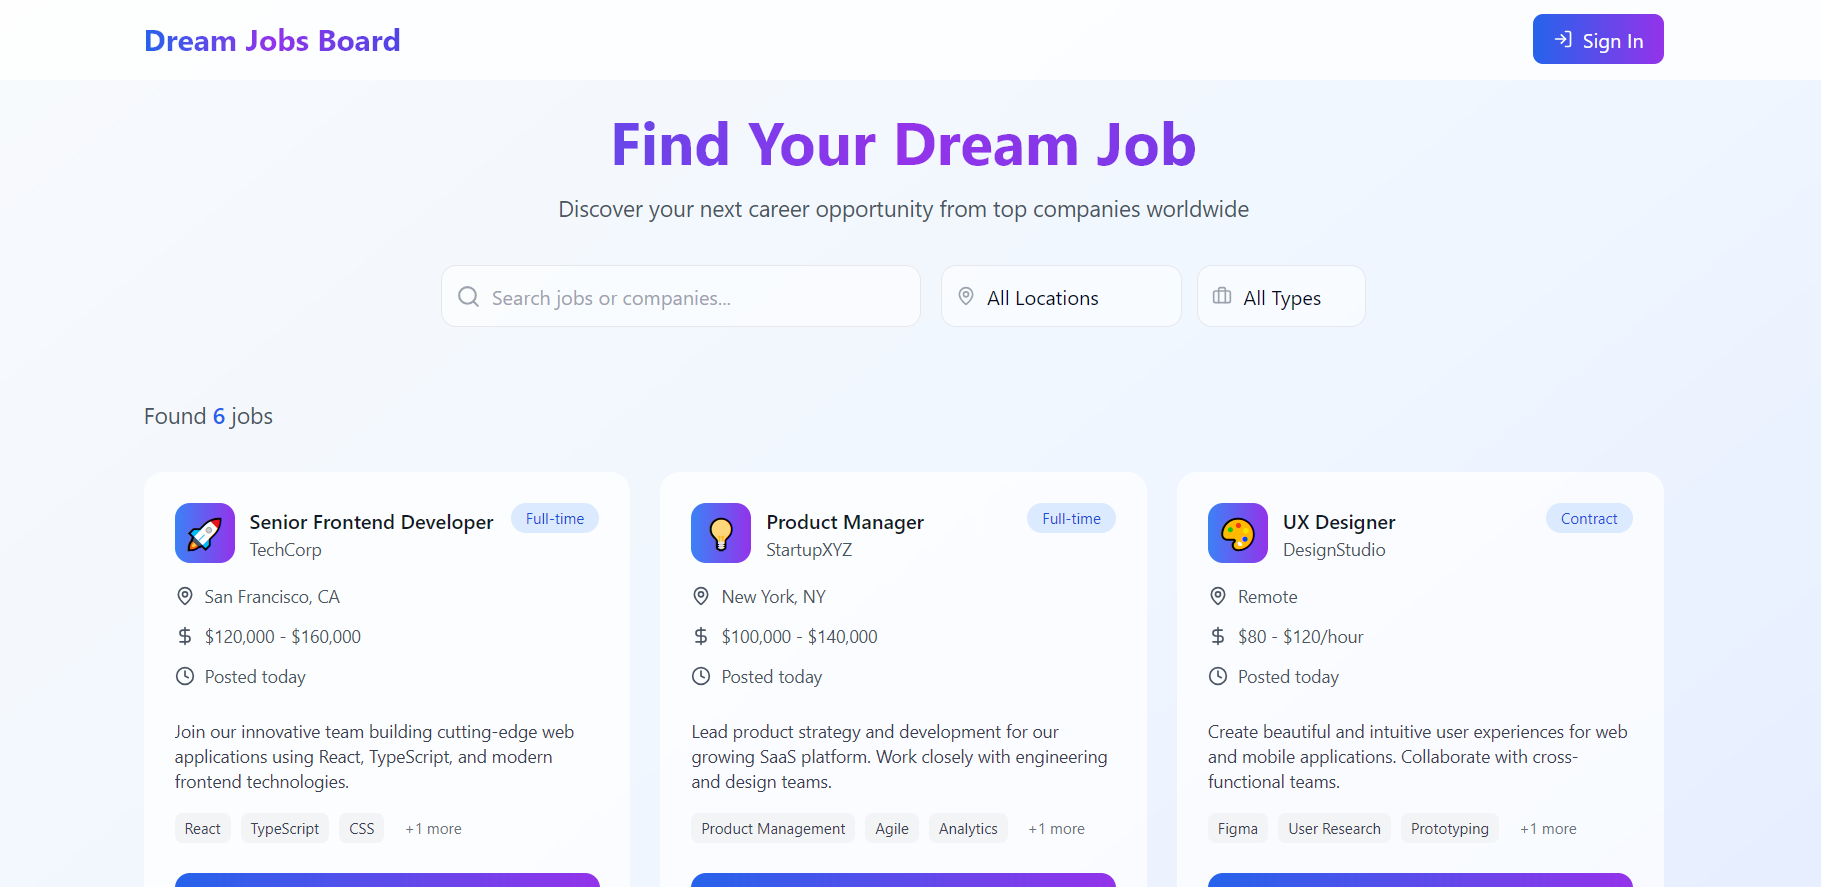 Dream Jobs Board
Sign In
Find Your Dream Job
Discover your next career opportunity from top companies worldwide
Search jobs or companies...
All Locations
All Types
Found 6 jobs
Senior Frontend Developer
Full-time
TechCorp
San Francisco, CA
$120,000 - $160,000
Posted today
Join our innovative team building cutting-edge web
applications using React, TypeScript, and modern
frontend technologies.
React TypeScript CSS +1 more
Product Manager
Full-time
StartupXYZ
New York, NY
$100,000 - $140,000
Posted today
Lead product strategy and development for our
growing SaaS platform. Work closely with engineering
and design teams.
Product Management Agile Analytics +1 more
UX Designer
Contract
DesignStudio
Remote
$80 - $120/hour
Posted today
Create beautiful and intuitive user experiences for web
and mobile applications. Collaborate with cross-
functional teams.
Figma User Research Prototyping +1 more